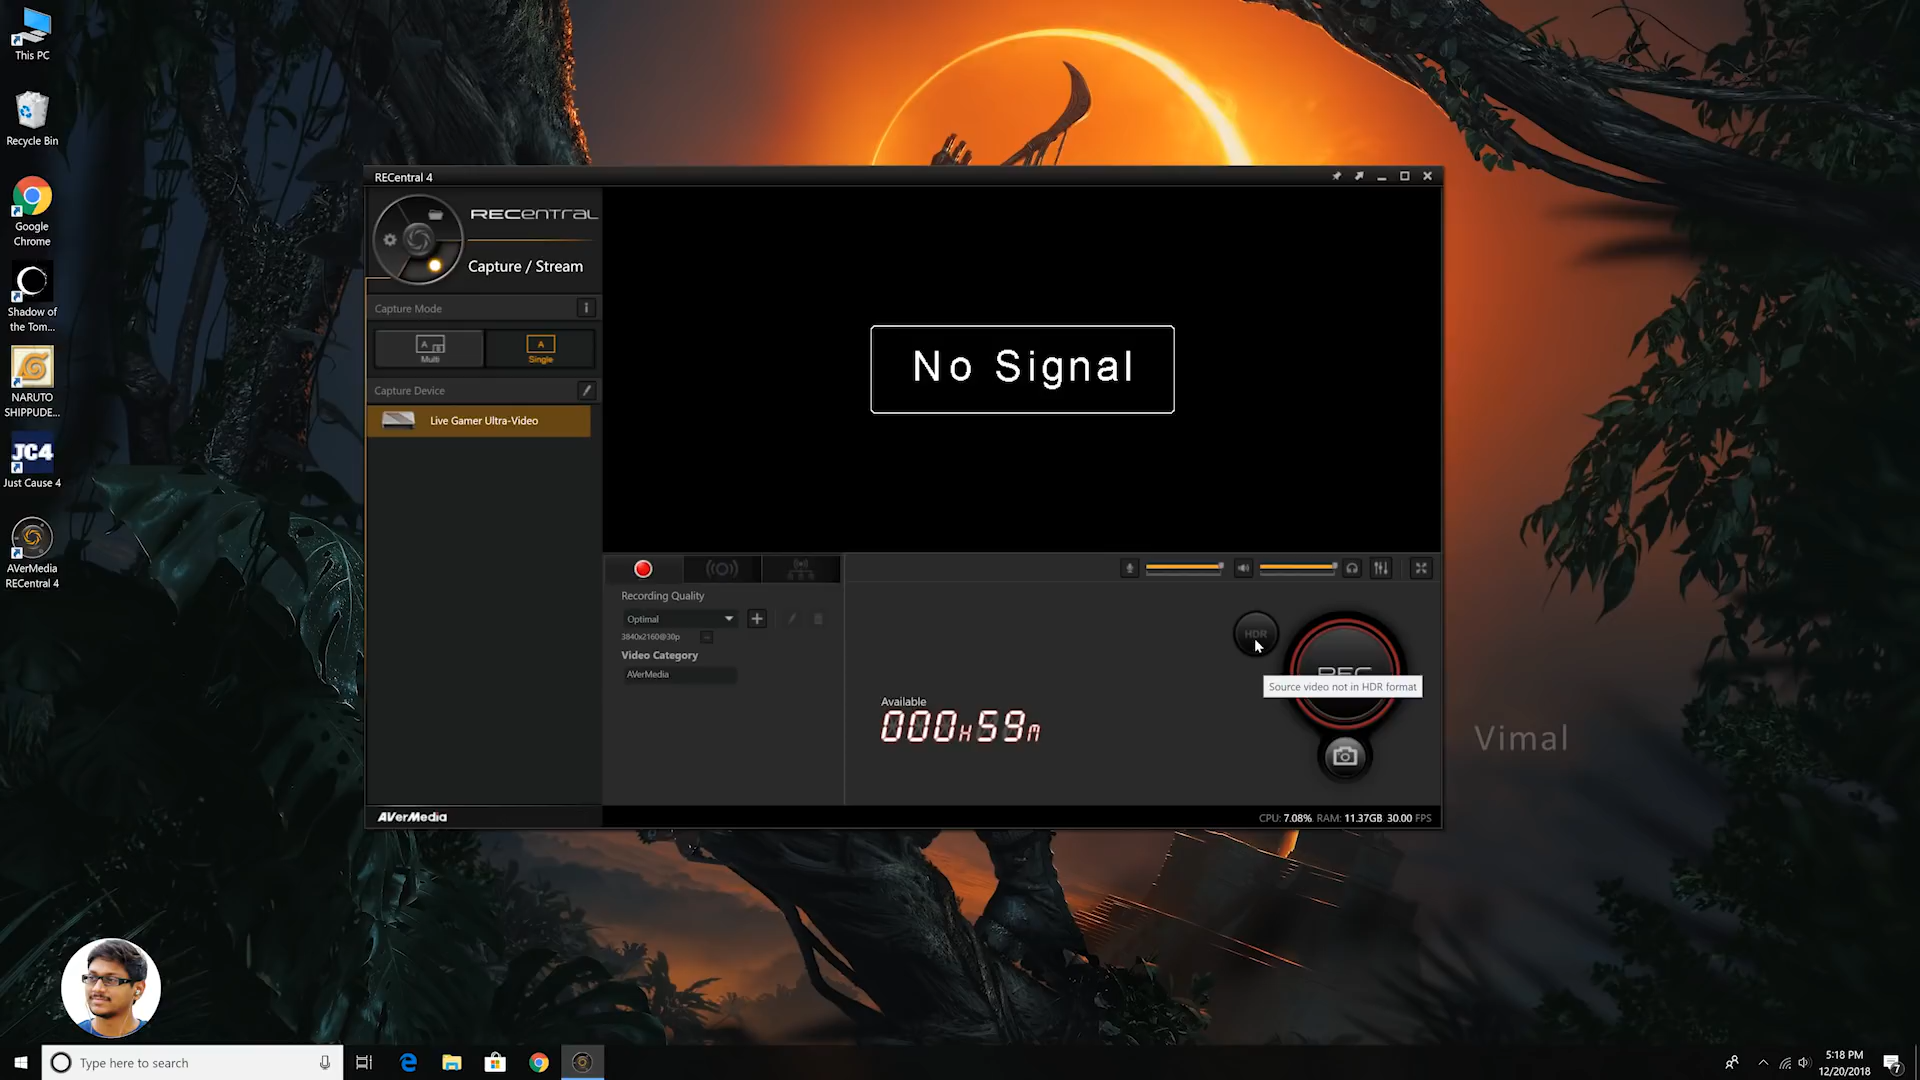 This PC
Recycle Bin
Google
Chrome
Shadow of
the Tom...
NARUTO
SHIPPUDE...
JC4
Just Cause 4
AVerMedia
RECentral 4
RECentral 4
RECENTRAL
Capture / Stream
Capture Mode
i
A B
Multi
A
Single
Capture Device
Live Gamer Ultra-Video
AVerMedia
No Signal
Recording Quality
Optimal
3840x2160@30p
Video Category
AVerMedia
Available
000H59M
HDR
REC
Source video not in HDR format
CPU: 7.08% RAM: 11.37GB 30.00 FPS
Vimal
Type here to search
5:18 PM
12/20/2018
7